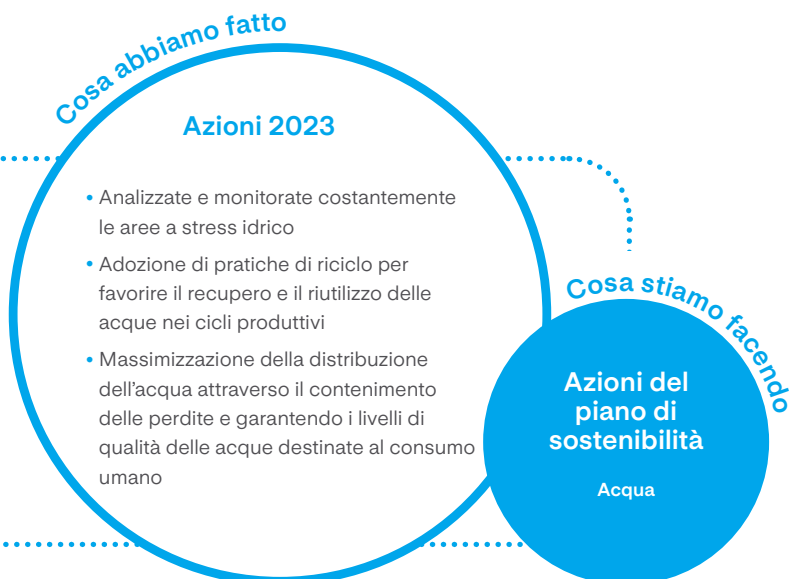 Cosa abbiamo fatto
Azioni 2023
• Analizzate e monitorate costantemente
le aree a stress idrico
• Adozione di pratiche di riciclo per
favorire il recupero e il riutilizzo delle
acque nei cicli produttivi
• Massimizzazione della distribuzione
dell'acqua attraverso il contenimento
delle perdite e garantendo i livelli di
qualità delle acque destinate al consumo
umano
Cosa stiamo facendo
Azioni del
piano di
sostenibilità
Acqua